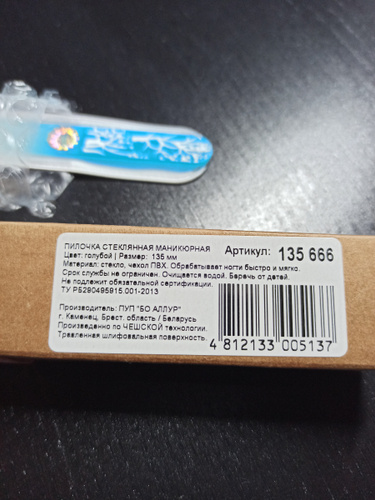 ПИЛОЧКА СТЕКЛЯННАЯ МАНИКЮРНАЯ Артикул: 135 666
Цвет: голубой | Размер: 135 мм
Материал: стекло, чехол ПВХ. Обрабатывает ногти быстро и мягко.
Срок службы не ограничен. Очищается водой. Беречь от детей.
Не подлежит обязательной сертификации.
ТУ РБ290495915.001-2013
Производитель: ПУП "БО АЛЛУР"
г. Каменец, Брест. область / Беларусь
Произведено по ЧЕШСКОЙ технологии.
Травленная шлифовальная поверхность.
4 812133 005137